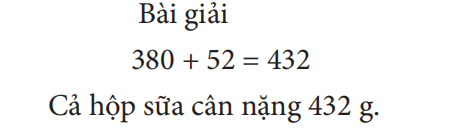 Bài giải
380 + 52 = 432
Cả hộp sữa cân nặng 432 g.